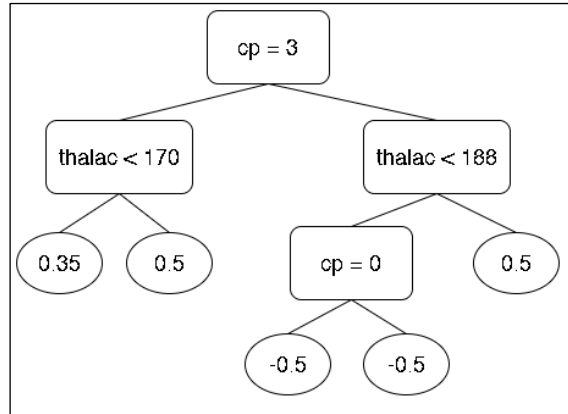 cp = 3
thalac < 170
thalac < 188
0.35
0.5
cp = 0
0.5
-0.5
-0.5